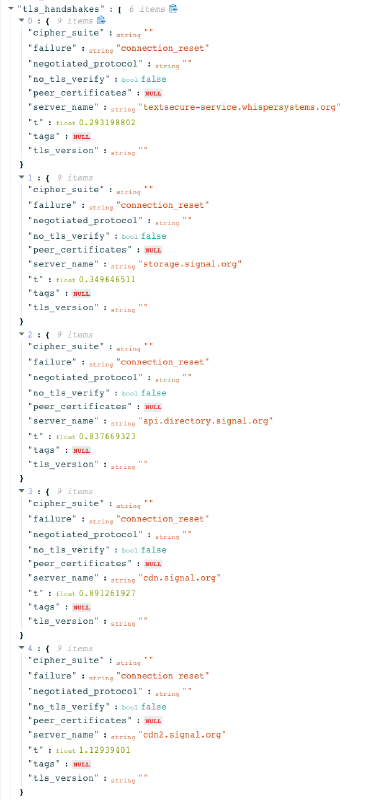 "tls_handshakes" : [ 6 items
0 : { 9 items
"cipher_suite" : string ""
"failure" : string "connection_reset"
"negotiated_protocol" : string ""
"no_tls_verify" : bool false
"peer_certificates" : NULL
"server_name" : string "textsecure-service.whispersystems.org"
"t" : float 0.293198802
"tags" : NULL
"tls_version" : string ""
}
1 : { 9 items
"cipher_suite" : string ""
"failure" : string "connection_reset"
"negotiated_protocol" : string ""
"no_tls_verify" : bool false
"peer_certificates" : NULL
"server_name" : string "storage.signal.org"
"t" : float 0.349646511
"tags" : NULL
"tls_version" : string ""
}
2 : { 9 items
"cipher_suite" : string ""
"failure" : string "connection_reset"
"negotiated_protocol" : string ""
"no_tls_verify" : bool false
"peer_certificates" : NULL
"server_name" : string "api.directory.signal.org"
"t" : float 0.837669323
"tags" : NULL
"tls_version" : string ""
}
3 : { 9 items
"cipher_suite" : string ""
"failure" : string "connection_reset"
"negotiated_protocol" : string ""
"no_tls_verify" : bool false
"peer_certificates" : NULL
"server_name" : string "cdn.signal.org"
"t" : float 0.891261927
"tags" : NULL
"tls_version" : string ""
}
4 : { 9 items
"cipher_suite" : string ""
"failure" : string "connection_reset"
"negotiated_protocol" : string ""
"no_tls_verify" : bool false
"peer_certificates" : NULL
"server_name" : string "cdn2.signal.org"
"t" : float 1.12939401
"tags" : NULL
"tls_version" : string ""
}